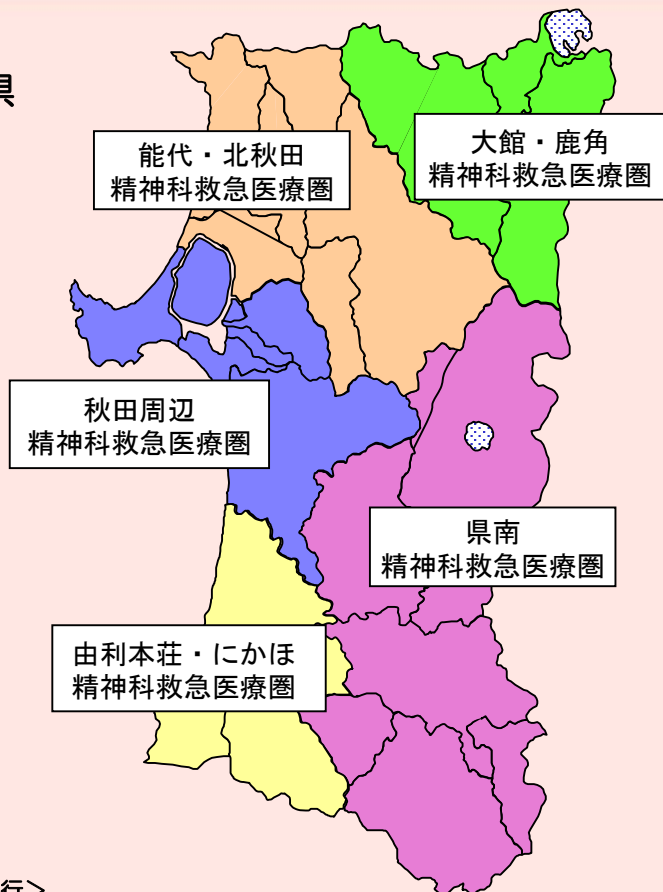 県
能代・北秋田
精神科救急医療圏
大館・鹿角
精神科救急医療圏
秋田周辺
精神科救急医療圏
県南
精神科救急医療圏
由利本荘・にかほ
精神科救急医療圏
行＞